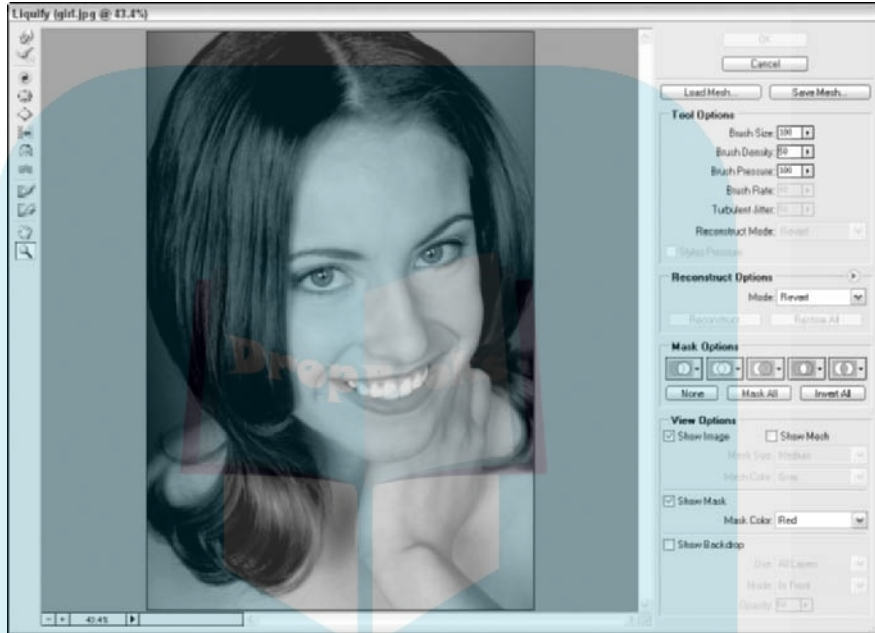 Liquify (girl.jpg @ 43.4%)
OK
Cancel
Load Mesh... Save Mesh...
Tool Options
Brush Size: 100
Brush Density: 50
Brush Pressure: 100
Brush Rate:
Turbulent Jitter:
Reconstruct Mode: Revert
Stylus Pressure
Reconstruct Options
Mode: Revert
Reconstruct Restore All
Mask Options
None Mask All Invert All
View Options
Show Image Show Mesh
Mesh Size: Medium
Mesh Color: Gray
Show Mask
Mask Color: Red
Show Backdrop
Use: All Layers
Mode: In Front
Opacity:
43.4%